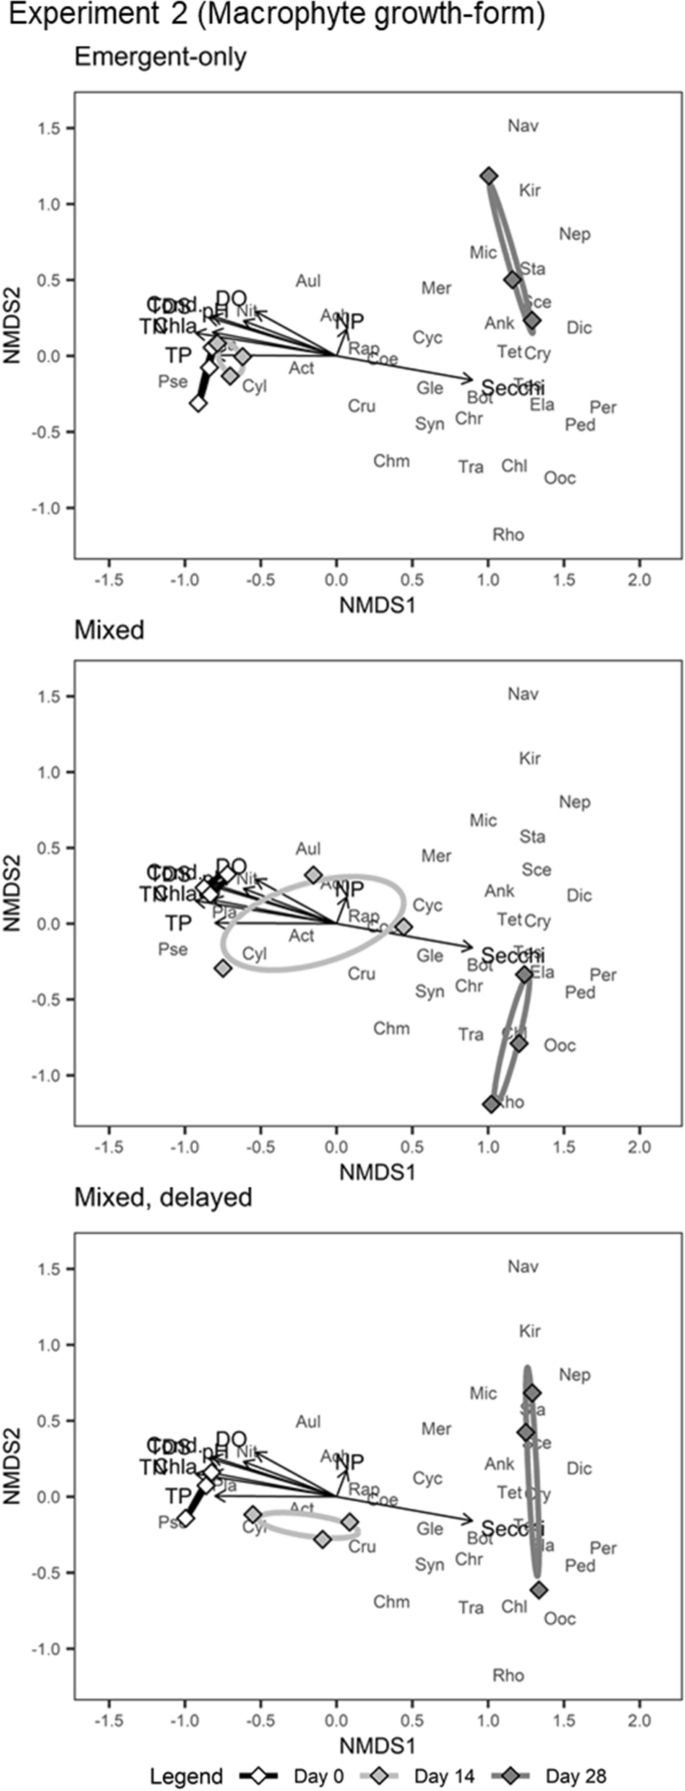 Experiment 2 (Macrophyte growth-form)
Emergent-only
Nav
1.5
Kir
1.0
Nep
Mic
Sta
0.5
Aul
Mer
Sce
DO
Nit
pH
NP
Ank
Dic
TN
Chla
Cyc
Rap
Coe
Tet
Cry
TP
0.0
Act
Pse
Cyl
Gle
Secchi
Bot
Ela
Per
Cru
Syn
Chr
Ped
-0.5
Chm
Tra
Chl
Ooc
-1.0
Rho
NMDS2
-1.5 -1.0 -0.5 0.0 0.5 1.0 1.5 2.0
NMDS1
Mixed
Nav
1.5
Kir
1.0
Nep
Mic
Sta
0.5
Aul
Mer
Sce
DO
Nit
NP
Ank
Dic
TN
Chla
Cyc
Pla
Rap
Tet
Cry
TP
0.0
Act
Pse
Cyl
Gle
Secchi
Bot
Ela
Per
Cru
Syn
Chr
Ped
-0.5
Chm
Tra
Ooc
-1.0
NMDS2
-1.5 -1.0 -0.5 0.0 0.5 1.0 1.5 2.0
NMDS1
Mixed, delayed
Nav
1.5
Kir
1.0
Nep
Mic
0.5
Aul
Mer
DO
Nit
pH
NP
Ank
Dic
TN
Chla
Cyc
Pla
Rap
Coe
Tet
Cry
TP
0.0
Act
Pse
Cyl
Gle
Secchi
Bot
Per
Cru
Syn
Chr
Ped
-0.5
Chm
Tra
Chl
Ooc
-1.0
Rho
NMDS2
-1.5 -1.0 -0.5 0.0 0.5 1.0 1.5 2.0
NMDS1
Legend Day 0 Day 14 Day 28